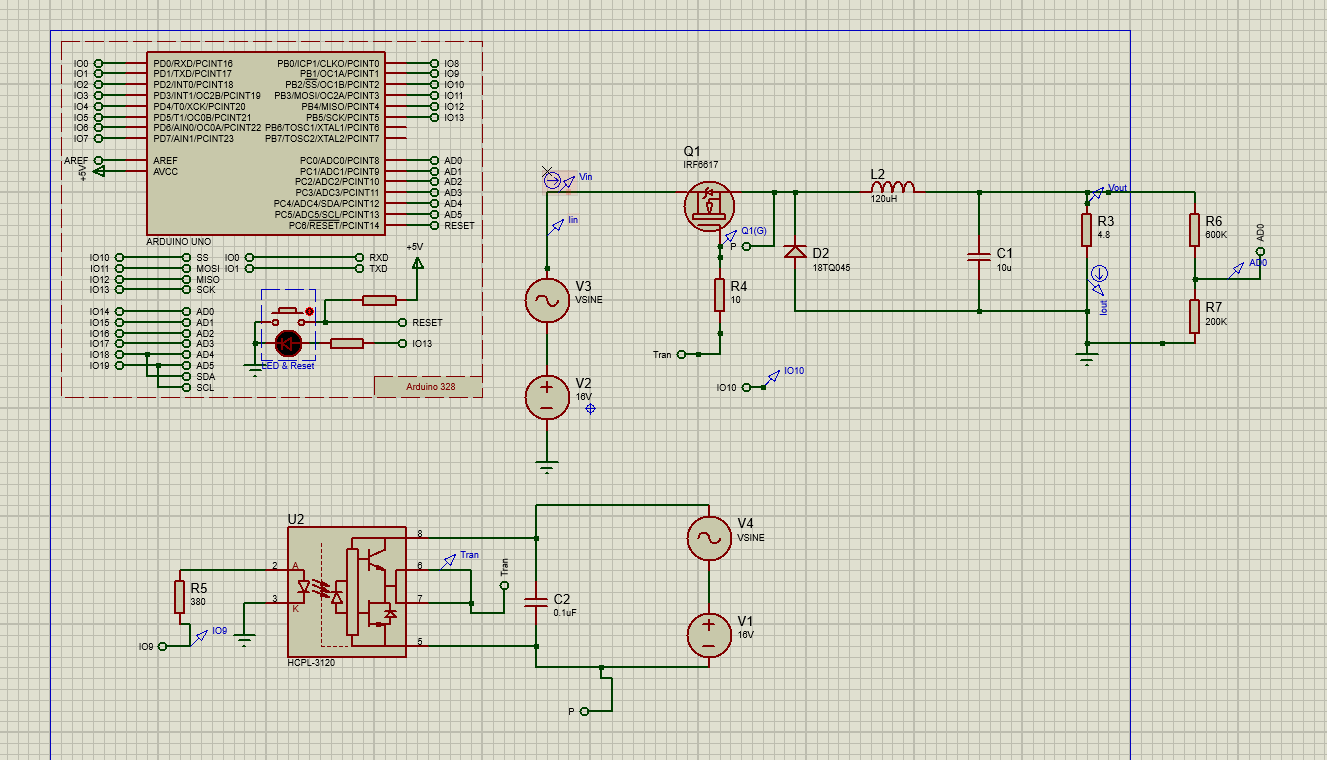 IO0 PD0/RXD/PCINT16 PB0/ICP1/CLKO/PCINT0 IO8
IO1 PD1/TXD/PCINT17 PB1/OC1A/PCINT1 IO9
IO2 PD2/INT0/PCINT18 PB2/SS/OC1B/PCINT2 IO10
IO3 PD3/INT1/OC2B/PCINT19 PB3/MOSI/OC2A/PCINT3 IO11
IO4 PD4/T0/XCK/PCINT20 PB4/MISO/PCINT4 IO12
IO5 PD5/T1/OC0B/PCINT21 PB5/SCK/PCINT5 IO13
IO6 PD6/AIN0/OC0A/PCINT22 PB6/TOSC1/XTAL1/PCINT6
IO7 PD7/AIN1/PCINT23 PB7/TOSC2/XTAL2/PCINT7
AREF AREF PC0/ADC0/PCINT8 AD0
+5V AVCC PC1/ADC1/PCINT9 AD1
PC2/ADC2/PCINT10 AD2
PC3/ADC3/PCINT11 AD3
PC4/ADC4/SDA/PCINT12 AD4
PC5/ADC5/SCL/PCINT13 AD5
PC6/RESET/PCINT14 RESET
ARDUINO UNO
IO10 SS IO0 RXD
IO11 MOSI IO1 TXD
IO12 MISO
IO13 SCK
+5V
IO14 AD0
IO15 AD1
IO16 AD2
IO17 AD3
IO18 AD4
IO19 AD5
SDA
SCL
RESET
IO13
LED & Reset
Arduino 328
Vin
Iin
V3
VSINE
V2
16V
Q1
IRF6617
Q1(G)
P
R4
10
Tran
IO10 IO10
D2
18TQ045
L2
120uH
C1
10u
Vout
R3
4.8
Iout
R6
600K
AD0
AD0
R7
200K
U2
8
2 A 6
3 K 7
5
HCPL-3120
R5
380
IO9 IO9
Tran
Tran
C2
0.1uF
V4
VSINE
V1
16V
P